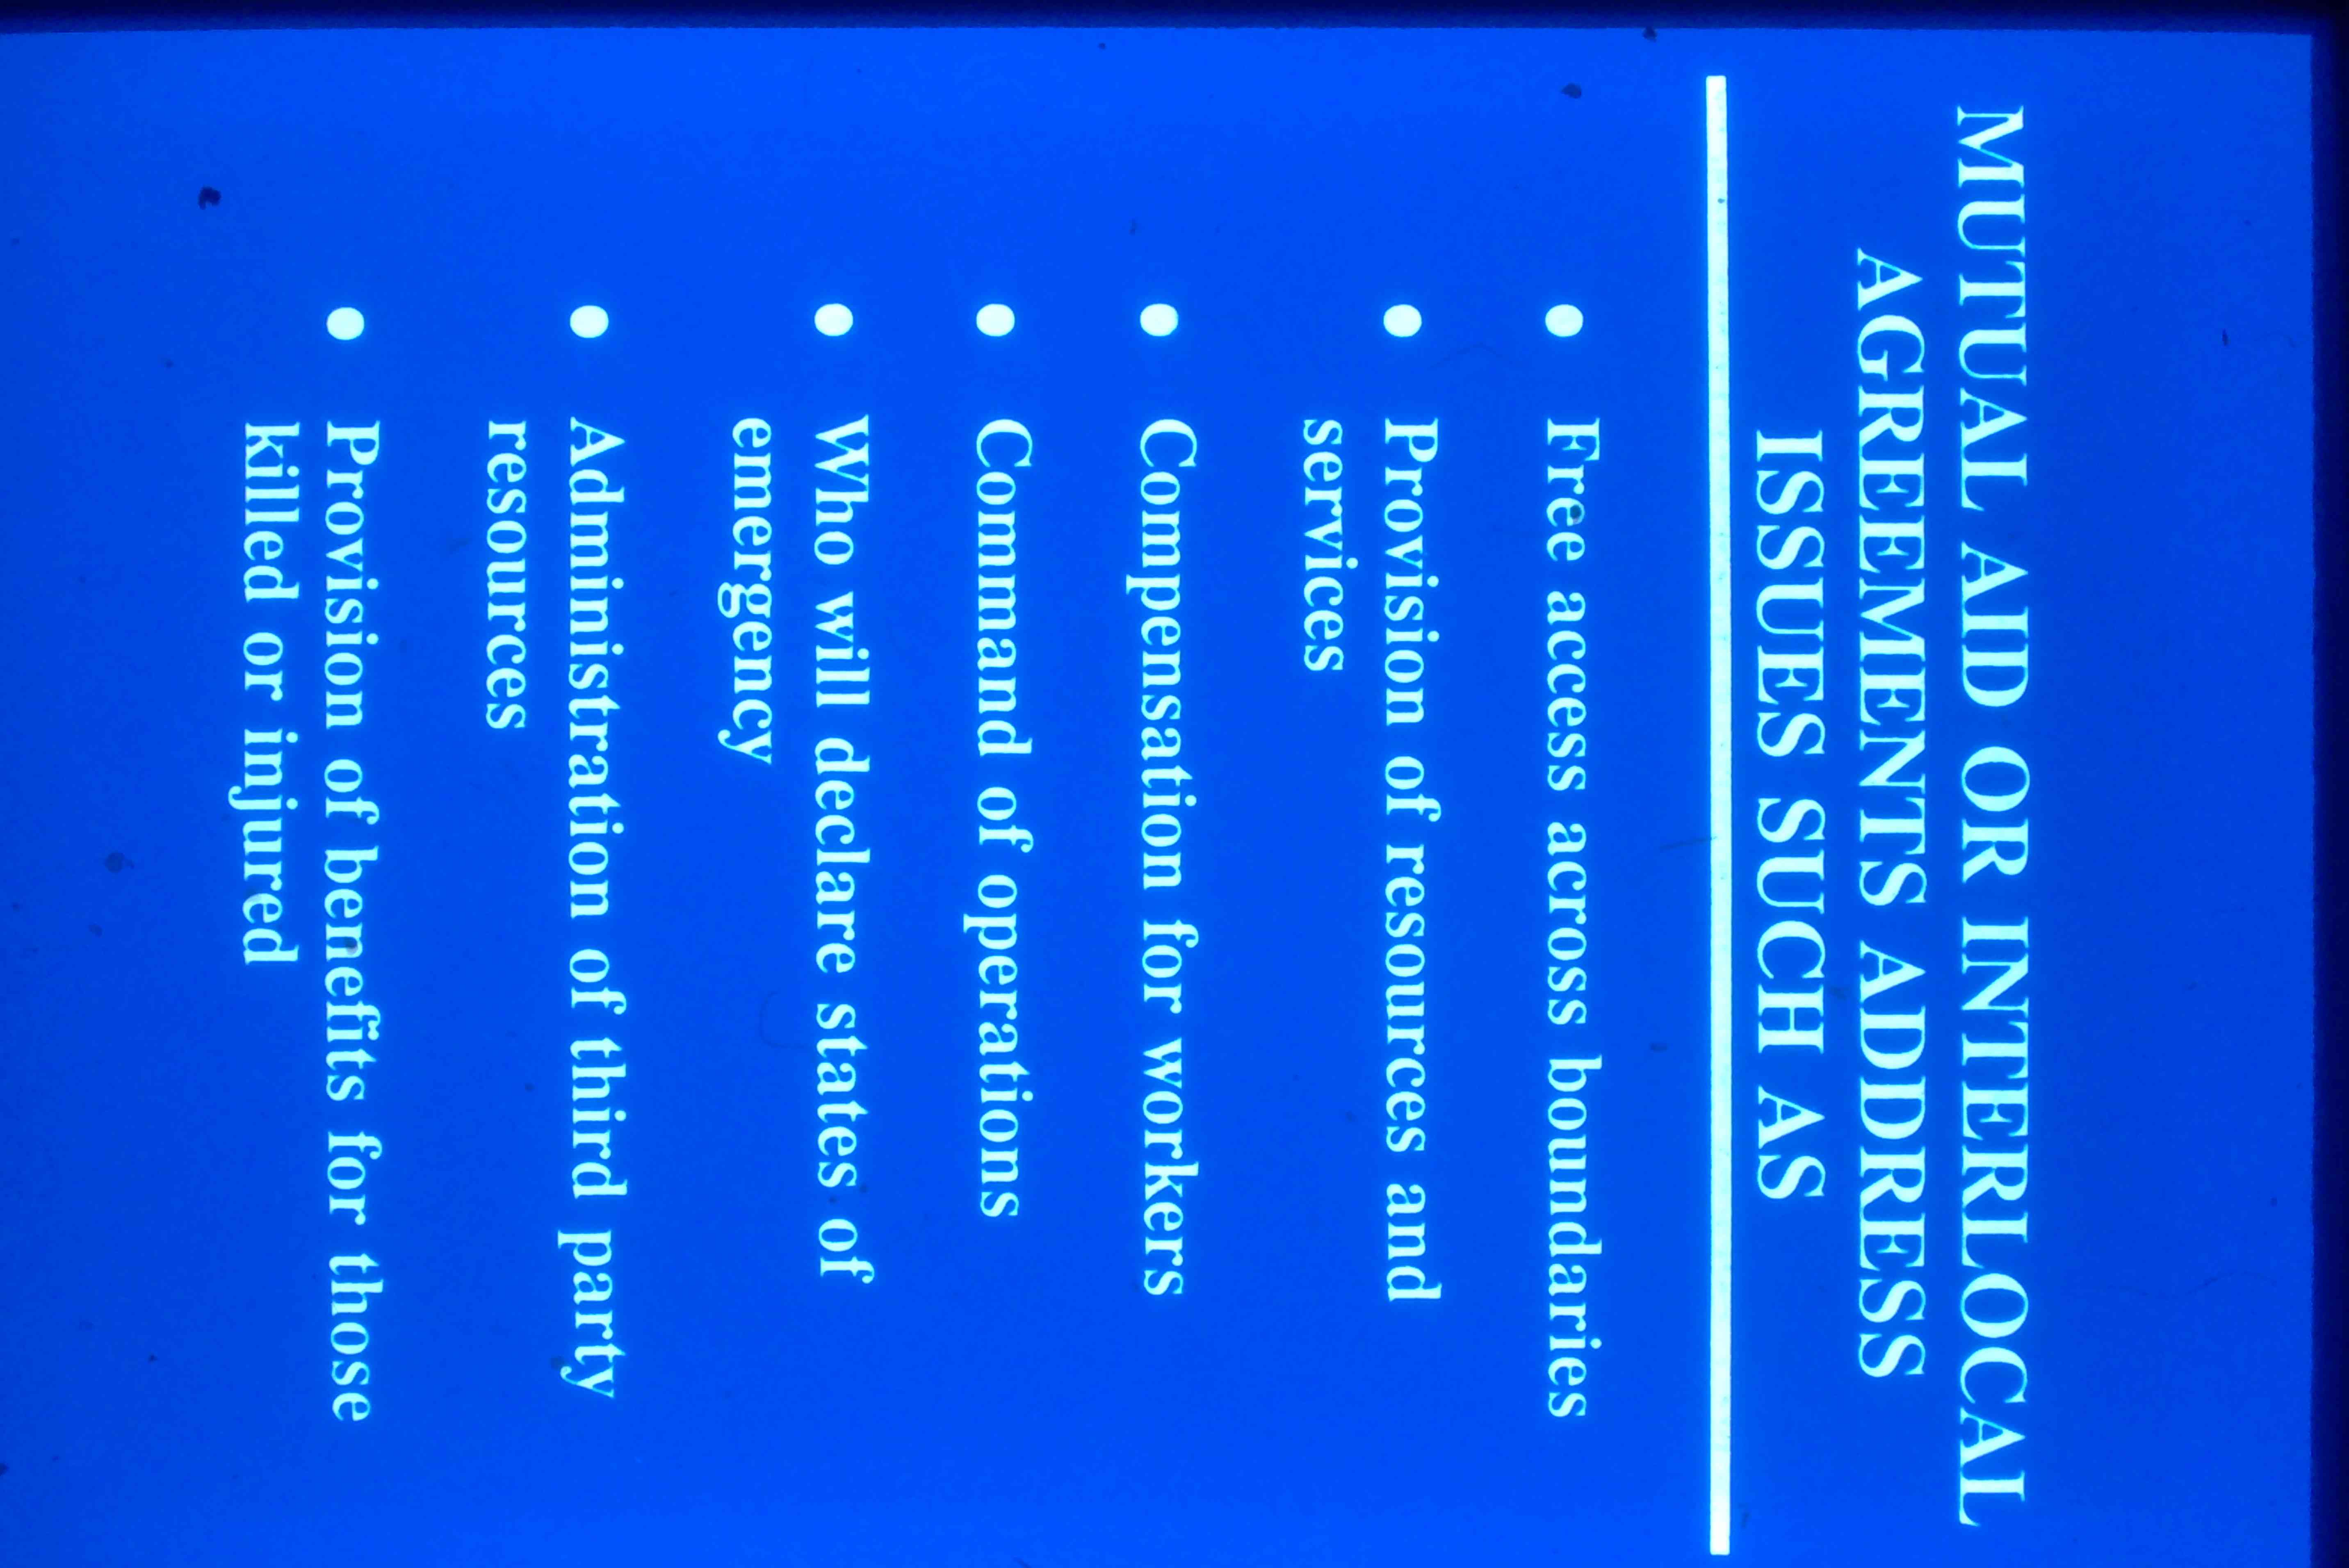 MUTUAL AID OR INTERLOCAL
AGREEMENTS ADDRESS
ISSUES SUCH AS
• Free access across boundaries
• Provision of resources and
services
• Compensation for workers
• Command of operations
• Who will declare states of
emergency
• Administration of third party
resources
• Provision of benefits for those
killed or injured